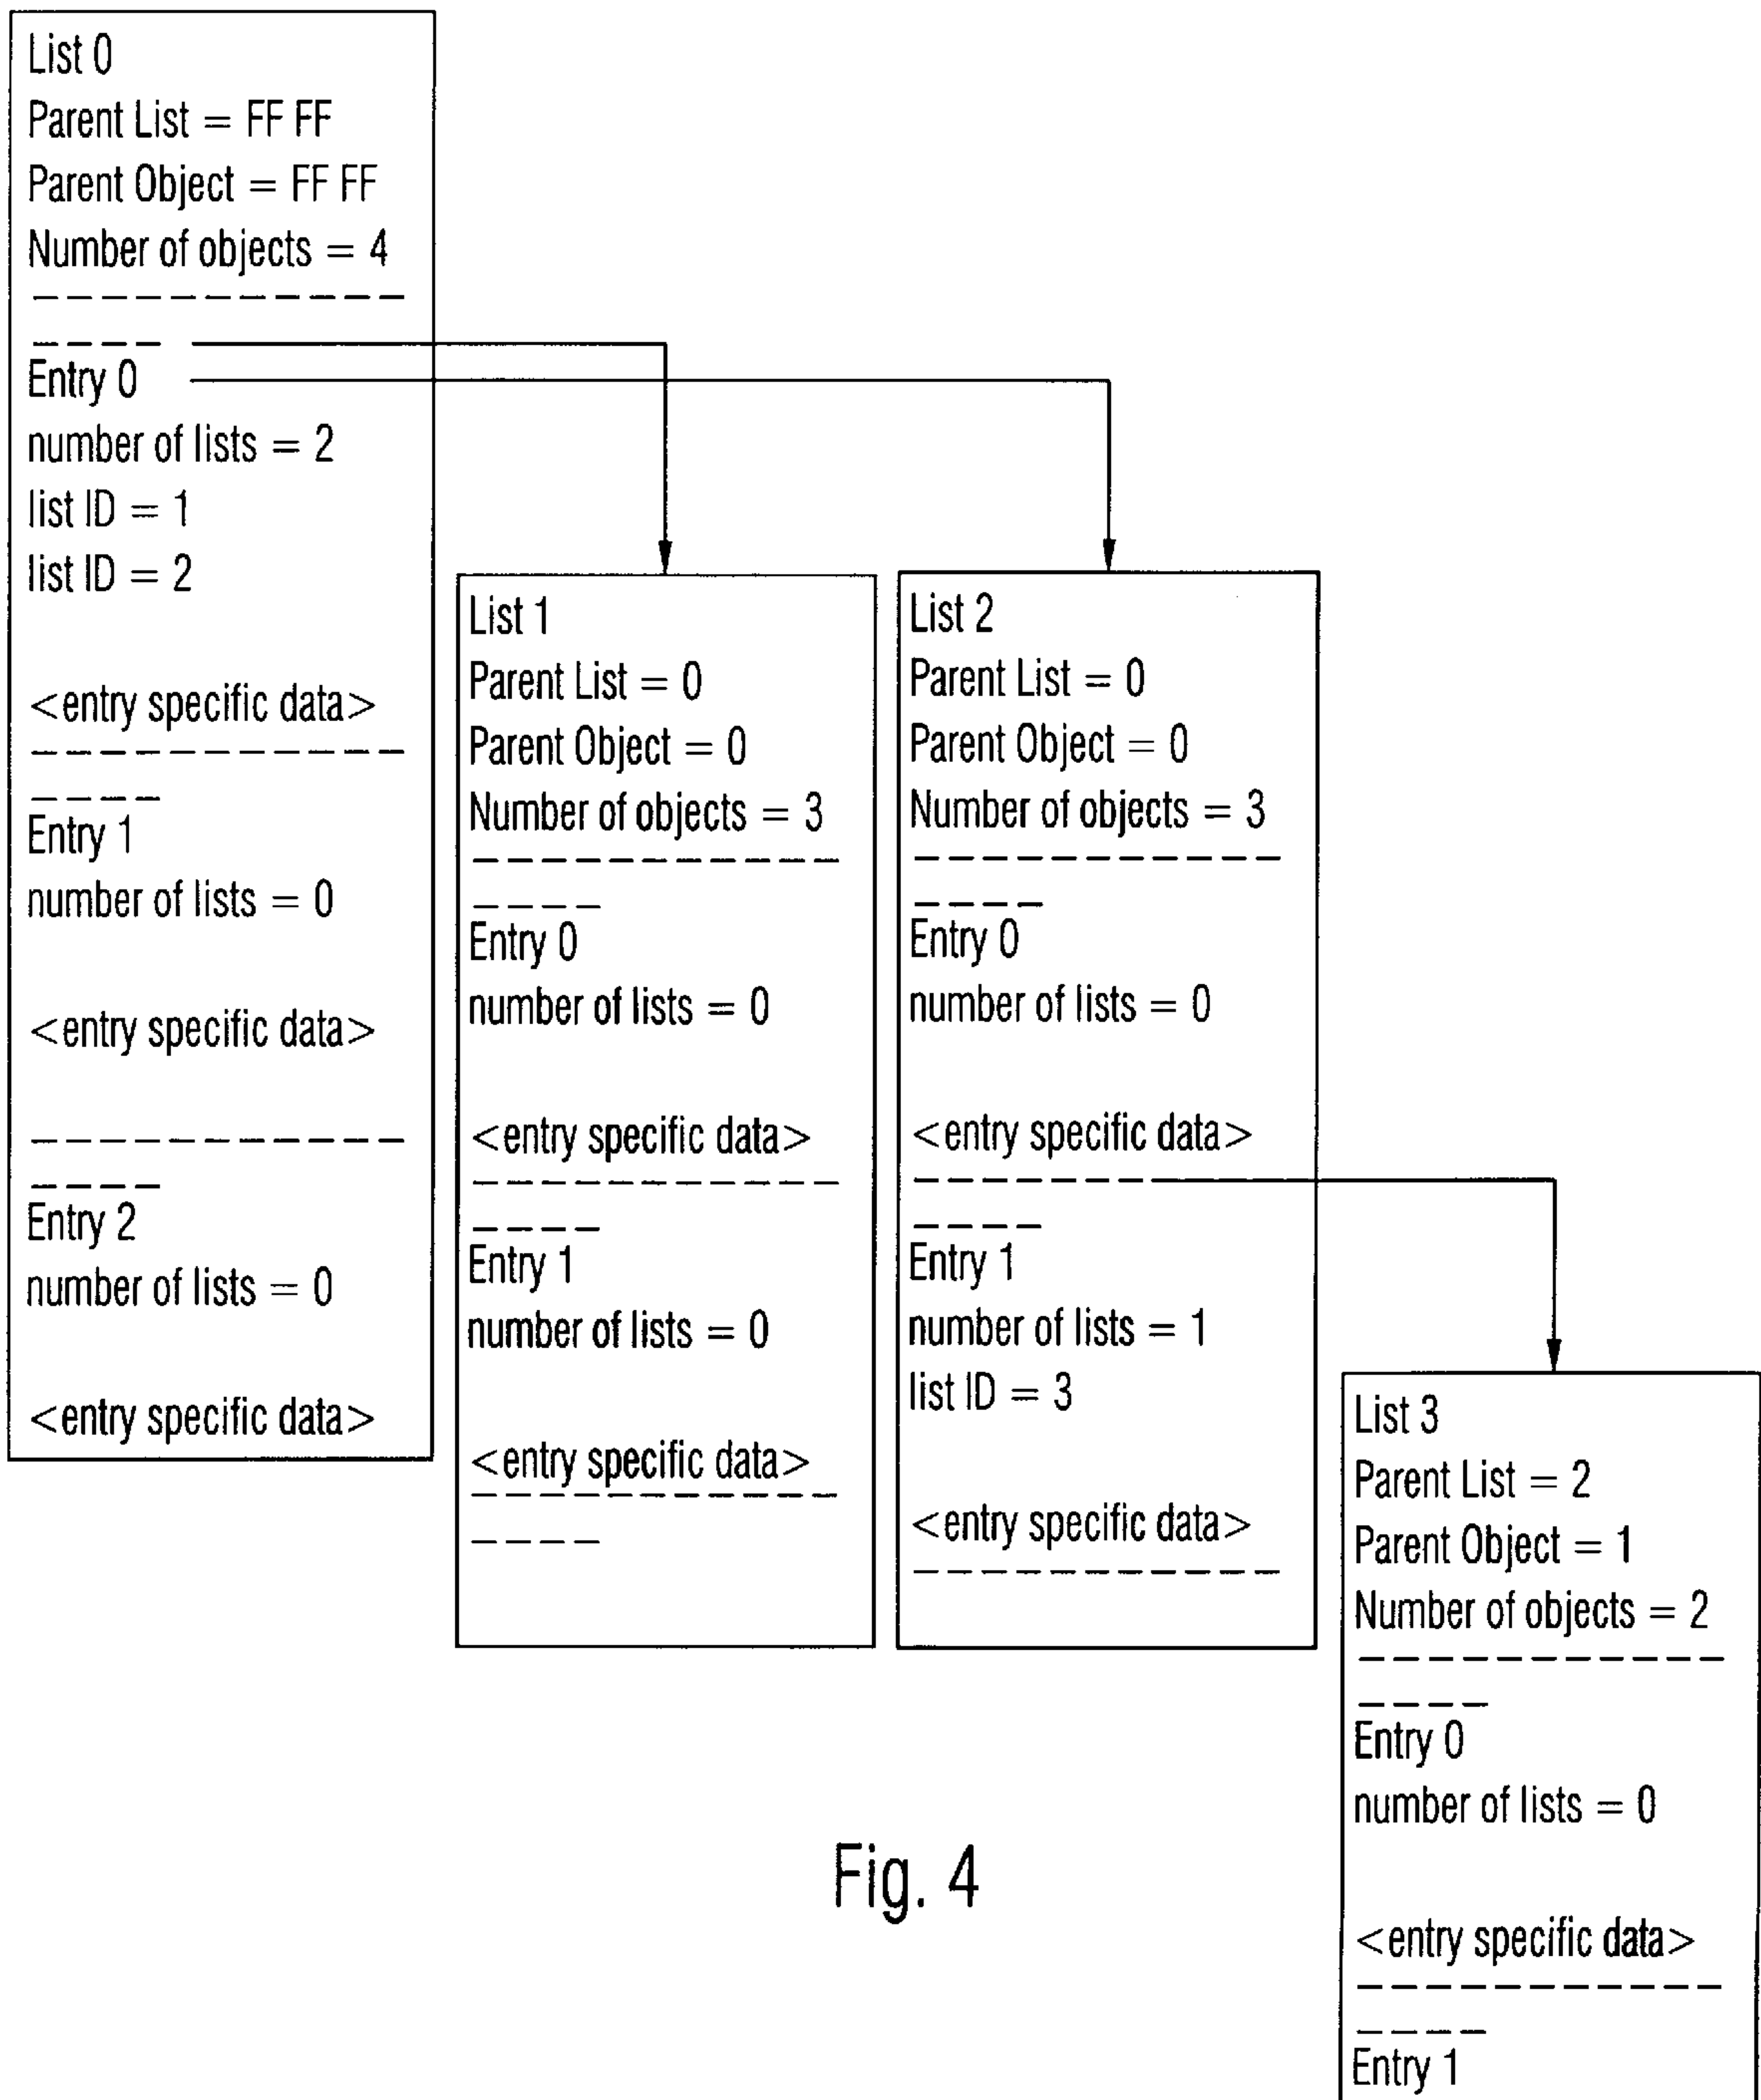 List 0
Parent List = FF FF
Parent Object = FF FF
Number of objects = 4
Entry 0
number of lists = 2
list ID = 1
list ID = 2
<entry specific data>
Entry 1
number of lists = 0
<entry specific data>
Entry 2
number of lists = 0
<entry specific data>
List 1
Parent List = 0
Parent Object = 0
Number of objects = 3
Entry 0
number of lists = 0
<entry specific data>
Entry 1
number of lists = 0
<entry specific data>
List 2
Parent List = 0
Parent Object = 0
Number of objects = 3
Entry 0
number of lists = 0
<entry specific data>
Entry 1
number of lists = 1
list ID = 3
<entry specific data>
List 3
Parent List = 2
Parent Object = 1
Number of objects = 2
Entry 0
number of lists = 0
<entry specific data>
Entry 1
Fig. 4